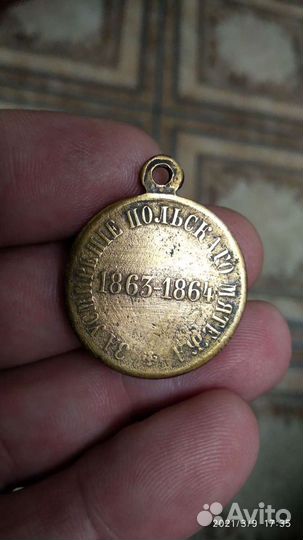 ЗА УСМИРЕНІЕ ПОЛЬСКАГО МЯТЕЖА
1863-1864
Avito
2021/3/9 17:35